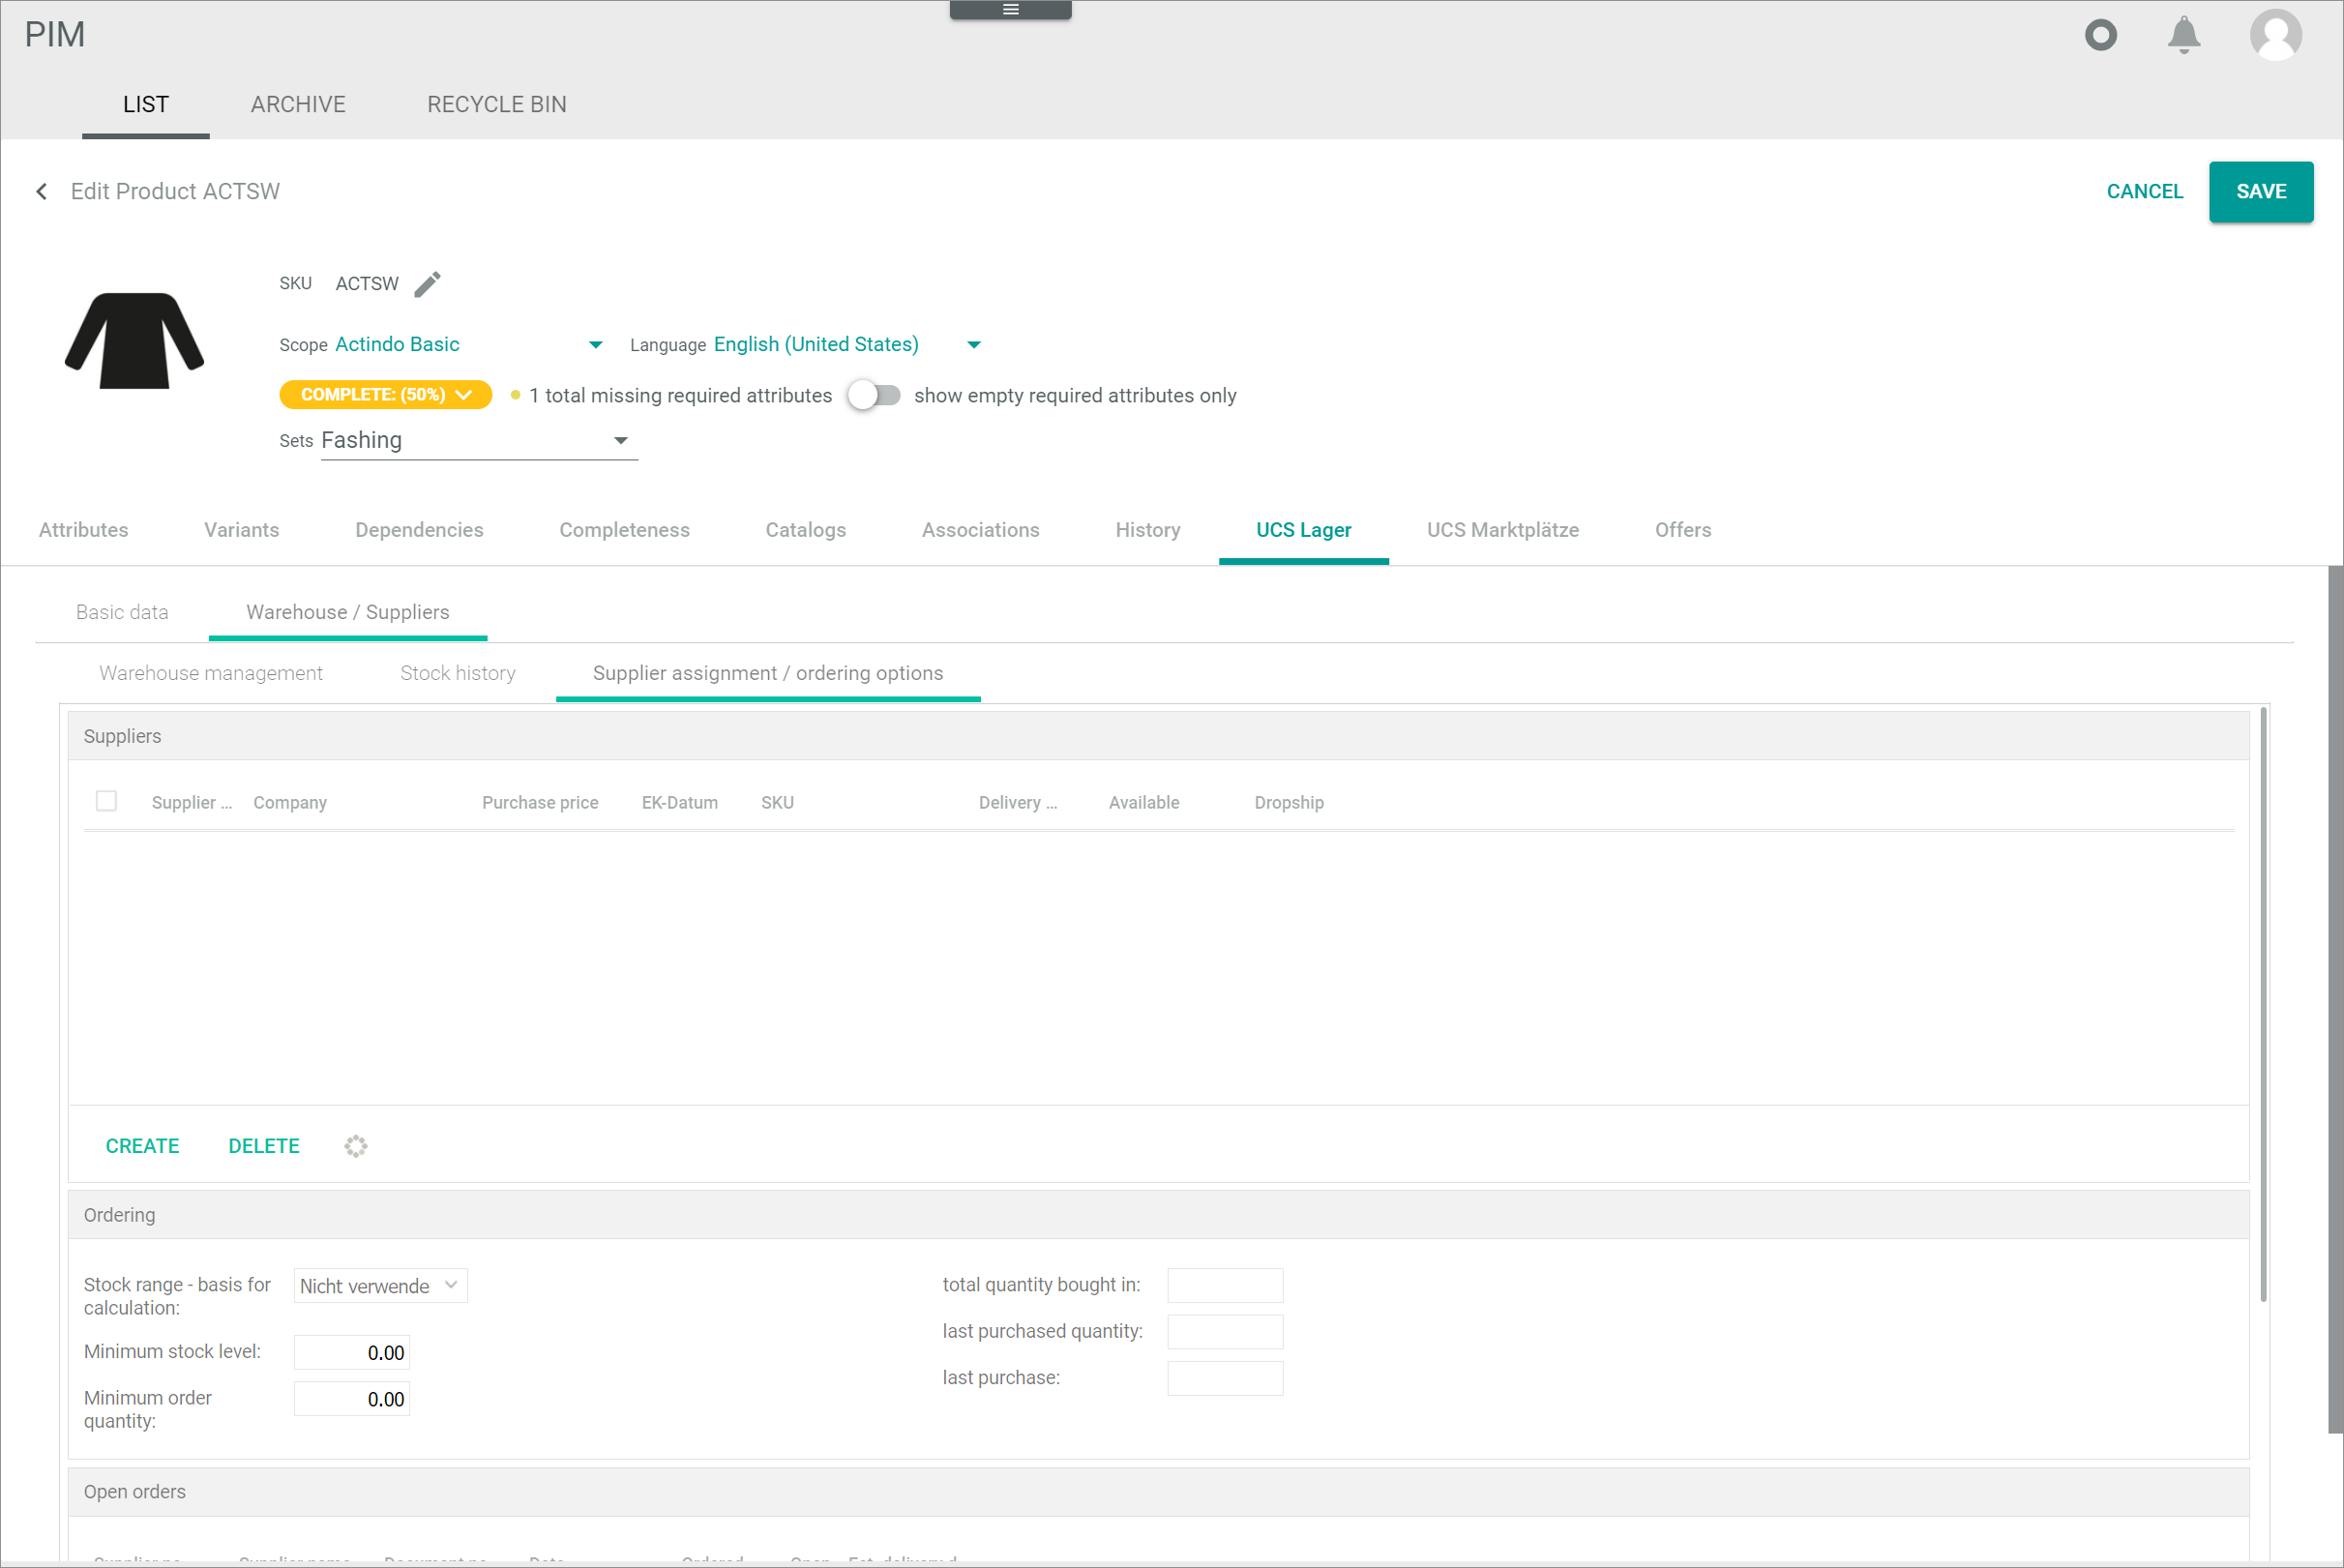 PIM
LIST ARCHIVE RECYCLE BIN
Edit Product ACTSW
CANCEL SAVE
SKU ACTSW
Scope Actindo Basic Language English (United States)
COMPLETE: (50%) 1 total missing required attributes show empty required attributes only
Sets Fashing
Attributes Variants Dependencies Completeness Catalogs Associations History UCS Lager UCS Marktplätze Offers
Basic data Warehouse / Suppliers
Warehouse management Stock history Supplier assignment / ordering options
Suppliers
Supplier ... Company Purchase price EK-Datum SKU Delivery ... Available Dropship
CREATE DELETE
Ordering
Stock range - basis for
calculation:
Nicht verwende
total quantity bought in:
last purchased quantity:
Minimum stock level: 0.00
last purchase:
Minimum order
quantity:
0.00
Open orders